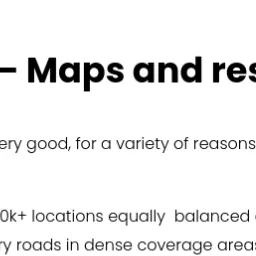 – Maps and res
ery good, for a variety of reasons
0k+ locations equally  balanced
ry roads in dense coverage areas